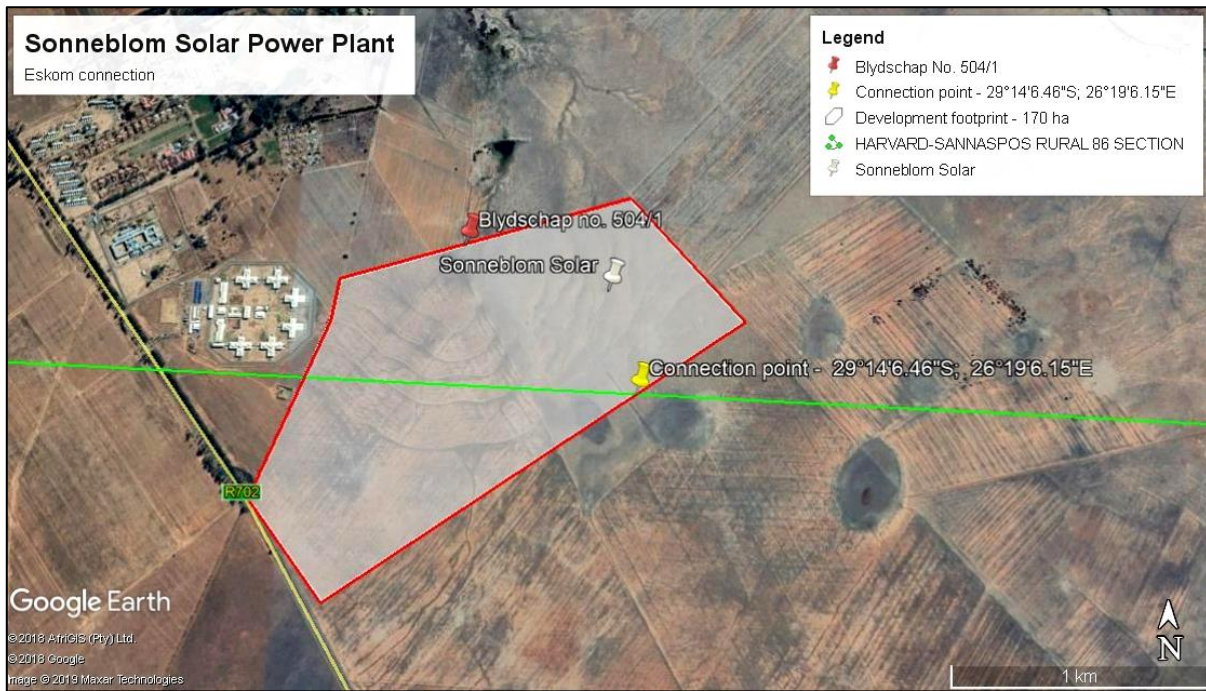 Sonneblom Solar Power Plant
Eskom connection
Legend
Blydschap No. 504/1
Connection point - 29°14'6.46"S; 26°19'6.15"E
Development footprint - 170 ha
HARVARD-SANNASPOS RURAL 86 SECTION
Sonneblom Solar
Blydschap no. 504/1
Sonneblom Solar
Connection point - 29°14'6.46"S; 26°19'6.15"E
R702
Google Earth
©2018 AfriGIS (Pty) Ltd.
©2018 Google
Image ©2019 Maxar Technologies
N
1 km